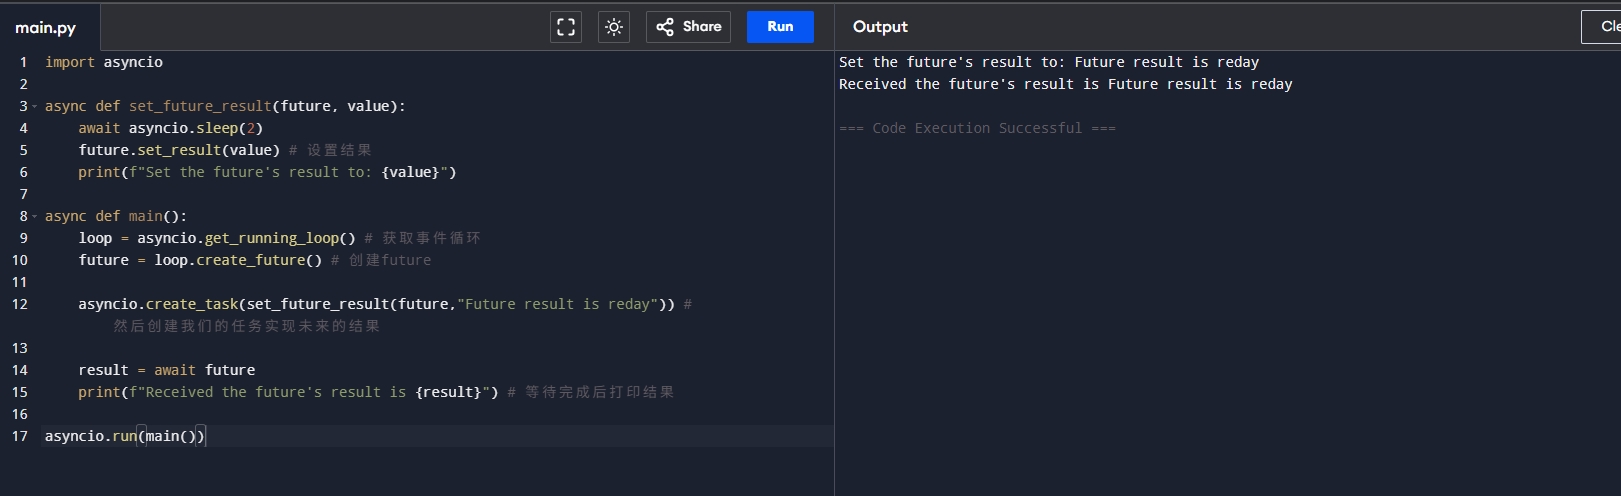 main.py
Share
Run
Output
Cle
1 import asyncio
2
3 async def set_future_result(future, value):
4 await asyncio.sleep(2)
5 future.set_result(value) # 设置结果
6 print(f"Set the future's result to: {value}")
7
8 async def main():
9 loop = asyncio.get_running_loop() # 获取事件循环
10 future = loop.create_future() # 创建future
11
12 asyncio.create_task(set_future_result(future,"Future result is reday")) #
然后创建我们的任务实现未来的结果
13
14 result = await future
15 print(f"Received the future's result is {result}") # 等待完成后打印结果
16
17 asyncio.run(main())
Set the future's result to: Future result is reday
Received the future's result is Future result is reday
=== Code Execution Successful ===